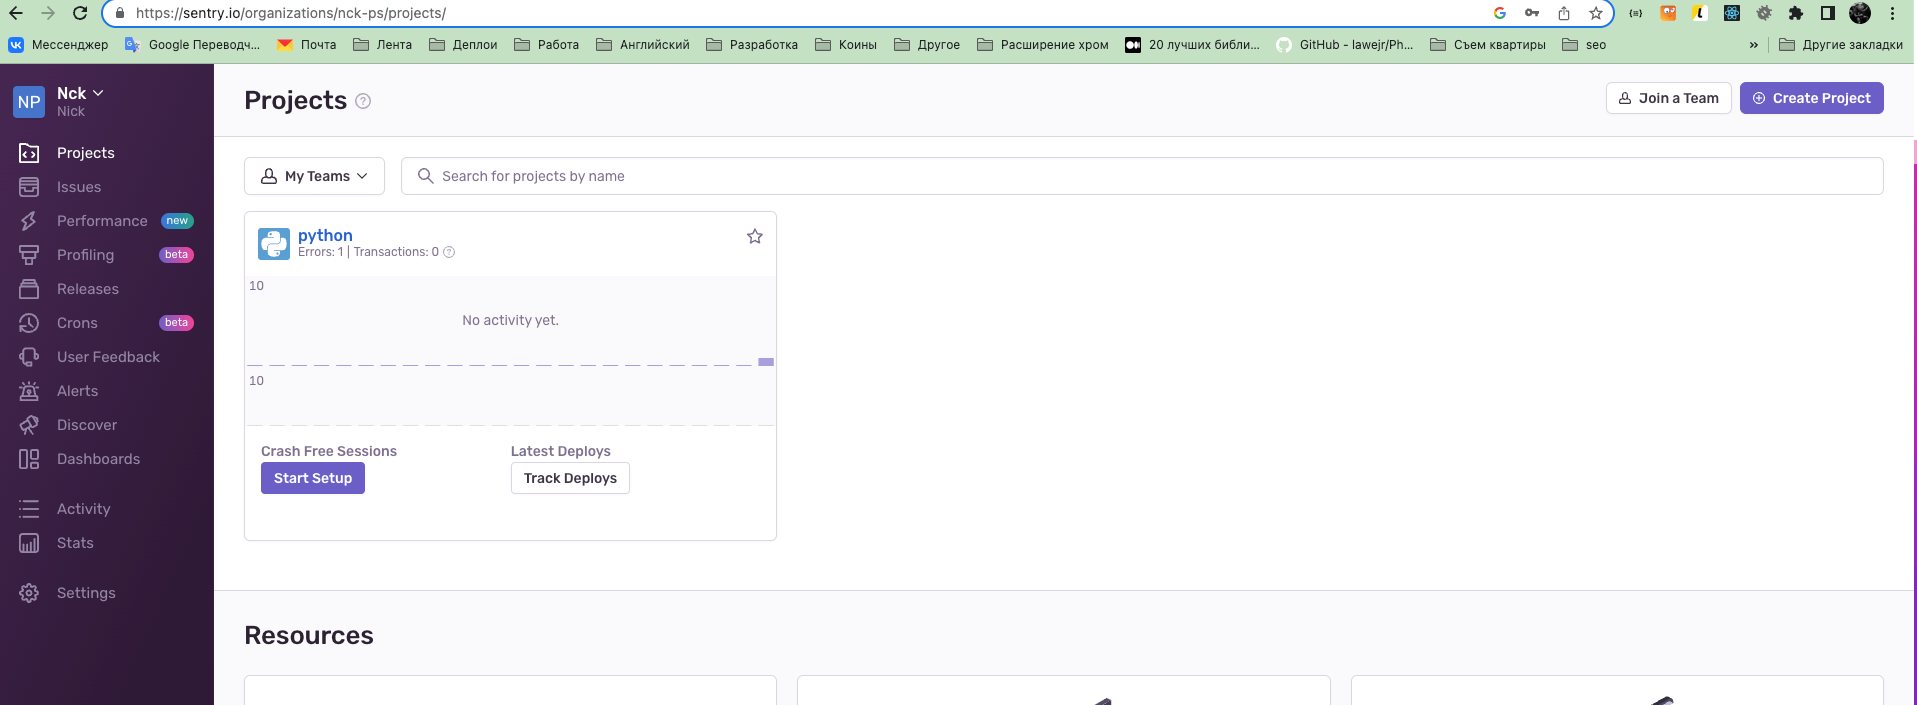 https://sentry.io/organizations/nck-ps/projects/
Мессенджер Google Переводч... Почта Лента Деплои Работа Английский Разработка Коины Другое Расширение хром 20 лучших библи... GitHub - lawejr/Ph... Съем квартиры seo » Другие закладки
NP Nck
Nick
Projects
Issues
Performance new
Profiling beta
Releases
Crons beta
User Feedback
Alerts
Discover
Dashboards
Activity
Stats
Settings
Projects ?
Join a Team Create Project
My Teams Search for projects by name
python
Errors: 1 | Transactions: 0 ?
10
No activity yet.
10
Crash Free Sessions Latest Deploys
Start Setup Track Deploys
Resources